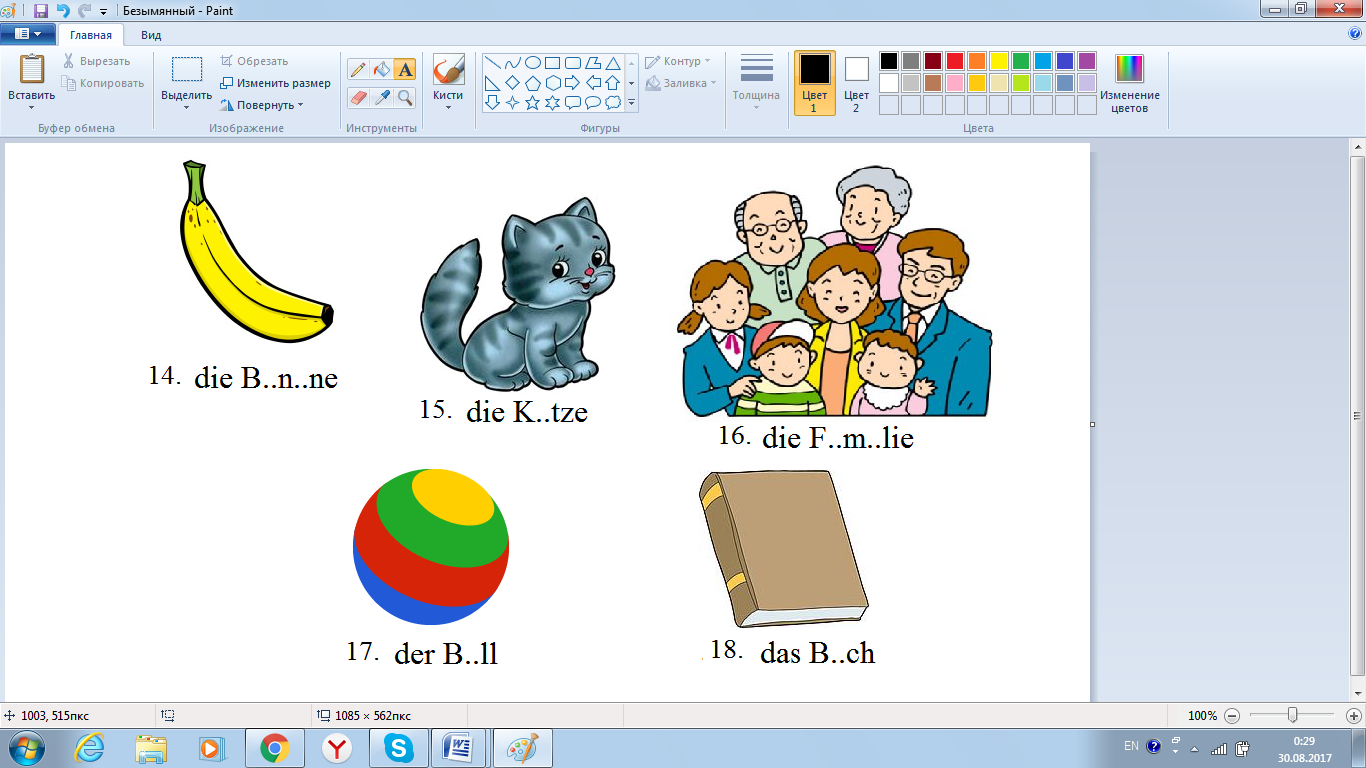 Безымянный - Paint
Главная
Вид
Вставить
Вырезать
Копировать
Буфер обмена
Выделить
Обрезать
Изменить размер
Повернуть
Изображение
A
Инструменты
Кисти
Контур
Заливка
Фигуры
Толщина
Цвет 1
Цвет 2
Изменение цветов
Цвета
14. die B..n..ne
15. die K..tze
16. die F..m..lie
17. der B..ll
18. das B..ch
1003, 515пкс
1085 × 562пкс
100%
EN
0:29
30.08.2017